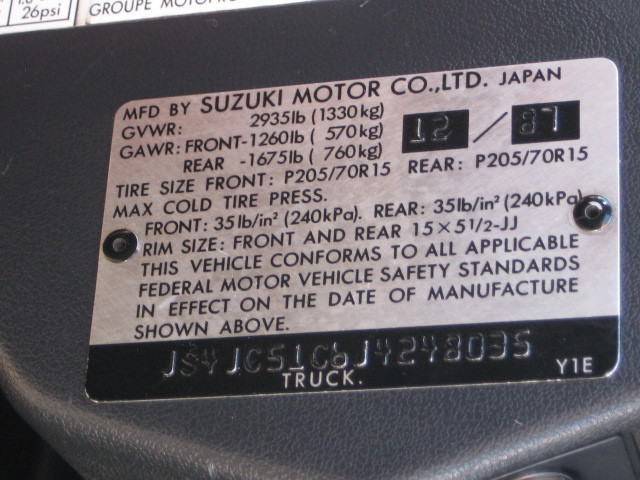 26psi
GROUPE
MFD BY SUZUKI MOTOR CO.,LTD. JAPAN
GVWR: 2935lb (1330kg)
GAWR: FRONT-1260lb ( 570kg) 12 / 87
REAR -1675lb ( 760kg)
TIRE SIZE FRONT: P205/70R15 REAR: P205/70R15
MAX COLD TIRE PRESS.
FRONT: 35lb/in² (240kPa). REAR: 35lb/in² (240kPa)
RIM SIZE: FRONT AND REAR 15×5 1/2-JJ
THIS VEHICLE CONFORMS TO ALL APPLICABLE
FEDERAL MOTOR VEHICLE SAFETY STANDARDS
IN EFFECT ON THE DATE OF MANUFACTURE
SHOWN ABOVE.
JS4JC51C6J4248035
TRUCK. Y1E